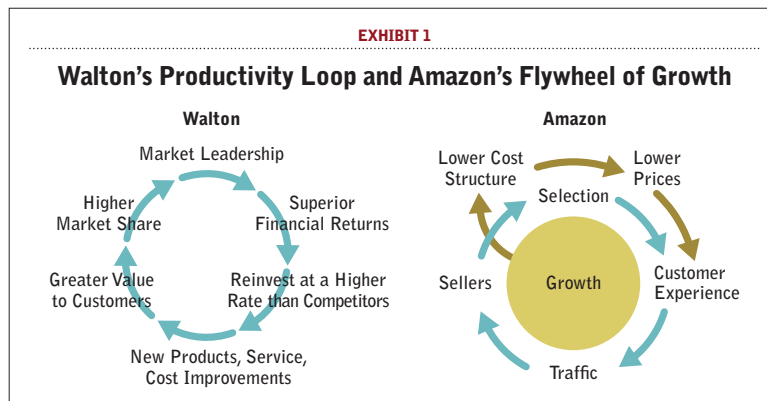 EXHIBIT 1
Walton's Productivity Loop and Amazon's Flywheel of Growth
Walton
Market Leadership
Superior
Financial Returns
Reinvest at a Higher
Rate than Competitors
New Products, Service,
Cost Improvements
Greater Value
to Customers
Higher
Market Share
Amazon
Lower Cost
Structure
Lower
Prices
Selection
Customer
Experience
Traffic
Sellers
Growth